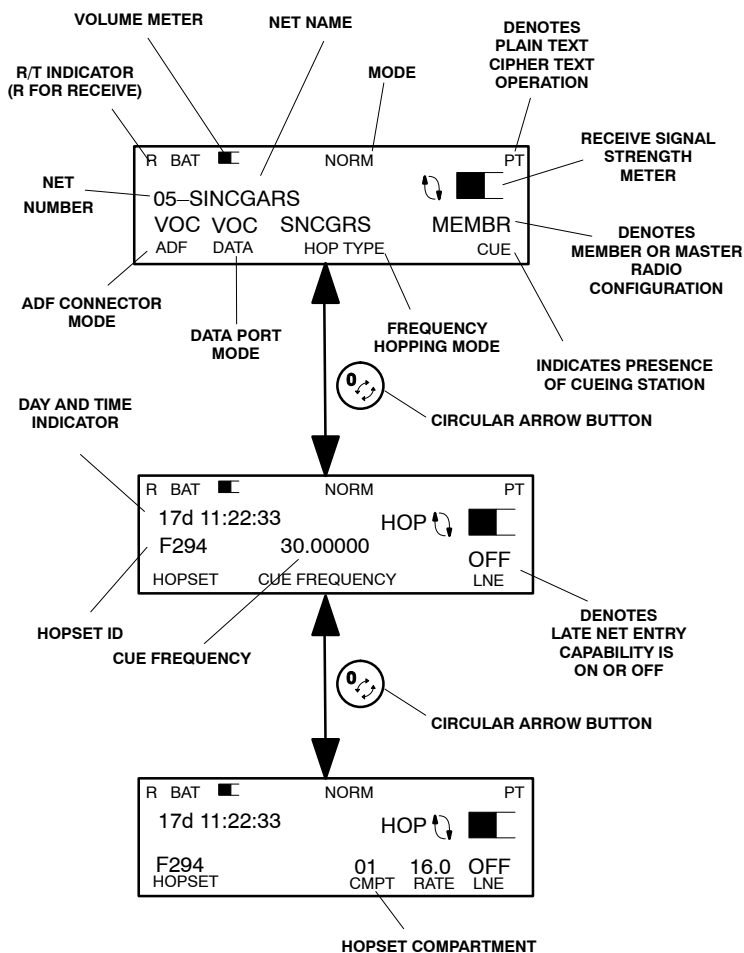 VOLUME METER
NET NAME
DENOTES
PLAIN TEXT
CIPHER TEXT
OPERATION
R/T INDICATOR
(R FOR RECEIVE)
MODE
RECEIVE SIGNAL
STRENGTH
METER
NET
NUMBER
R BAT NORM PT
05–SINCGARS
VOC VOC SNCGRS MEMBR
ADF DATA HOP TYPE CUE
DENOTES
MEMBER OR MASTER
RADIO
CONFIGURATION
ADF CONNECTOR
MODE
DATA PORT
MODE
FREQUENCY
HOPPING MODE
INDICATES PRESENCE
OF CUEING STATION
0
CIRCULAR ARROW BUTTON
DAY AND TIME
INDICATOR
R BAT NORM PT
17d 11:22:33 HOP
F294 30.00000 OFF
HOPSET CUE FREQUENCY LNE
HOPSET ID
CUE FREQUENCY
DENOTES
LATE NET ENTRY
CAPABILITY IS
ON OR OFF
0
CIRCULAR ARROW BUTTON
R BAT NORM PT
17d 11:22:33 HOP
F294 01 16.0 OFF
HOPSET CMPT RATE LNE
HOPSET COMPARTMENT